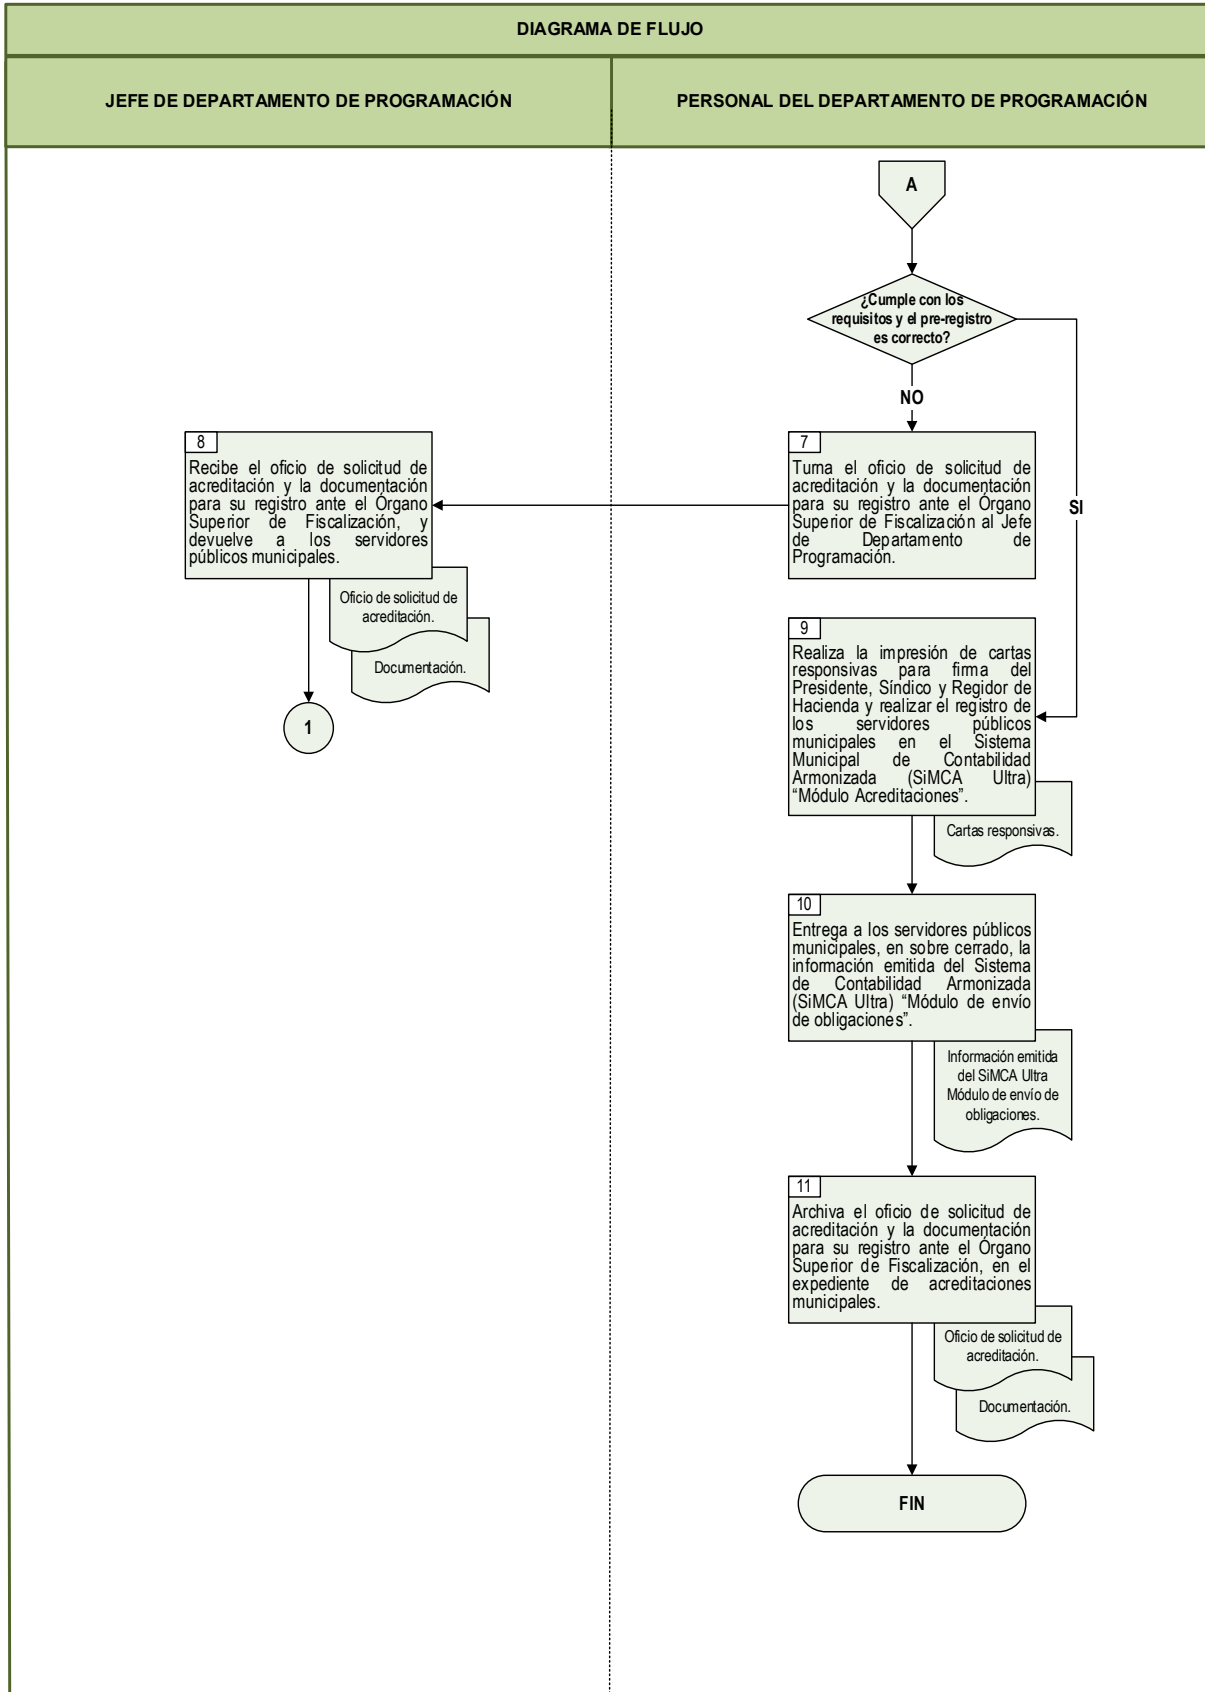 DIAGRAMA DE FLUJO
JEFE DE DEPARTAMENTO DE PROGRAMACIÓN
PERSONAL DEL DEPARTAMENTO DE PROGRAMACIÓN
A
¿Cumple con los
requisitos y el pre-registro
es correcto?
NO
SI
7
Turna el oficio de solicitud de
acreditación y la documentación
para su registro ante el Órgano
Superior de Fiscalización al Jefe
de Departamento de
Programación.
8
Recibe el oficio de solicitud de
acreditación y la documentación
para su registro ante el Órgano
Superior de Fiscalización, y
devuelve a los servidores
públicos municipales.
Oficio de solicitud de
acreditación.
Documentación.
1
9
Realiza la impresión de cartas
responsivas para firma del
Presidente, Síndico y Regidor de
Hacienda y realizar el registro de
los servidores públicos
municipales en el Sistema
Municipal de Contabilidad
Armonizada (SiMCA Ultra)
“Módulo Acreditaciones”.
Cartas responsivas.
10
Entrega a los servidores públicos
municipales, en sobre cerrado, la
información emitida del Sistema
de Contabilidad Armonizada
(SiMCA Ultra) “Módulo de envío
de obligaciones”.
Información emitida
del SiMCA Ultra
Módulo de envío de
obligaciones.
11
Archiva el oficio de solicitud de
acreditación y la documentación
para su registro ante el Órgano
Superior de Fiscalización, en el
expediente de acreditaciones
municipales.
Oficio de solicitud de
acreditación.
Documentación.
FIN